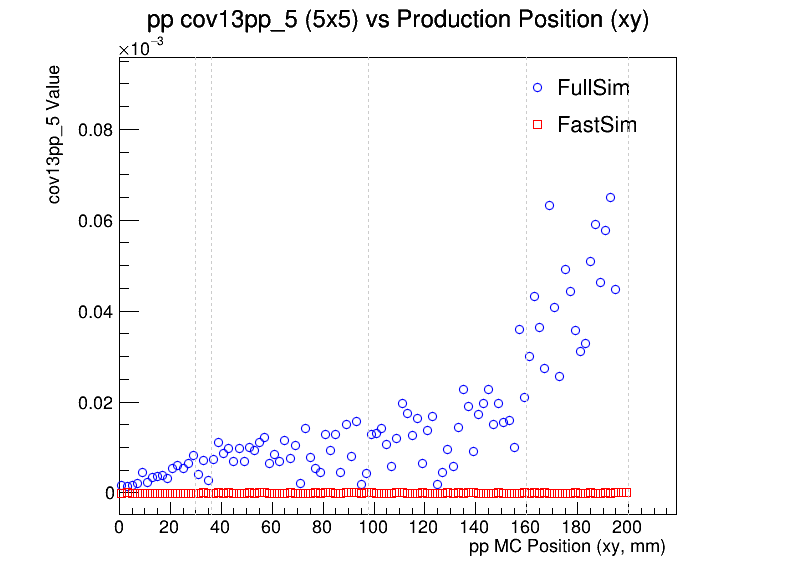 pp cov13pp_5 (5x5) vs Production Position (xy)
×10⁻³
cov13pp_5 Value
FullSim
FastSim
0.08
0.06
0.04
0.02
0
0 20 40 60 80 100 120 140 160 180 200
pp MC Position (xy, mm)